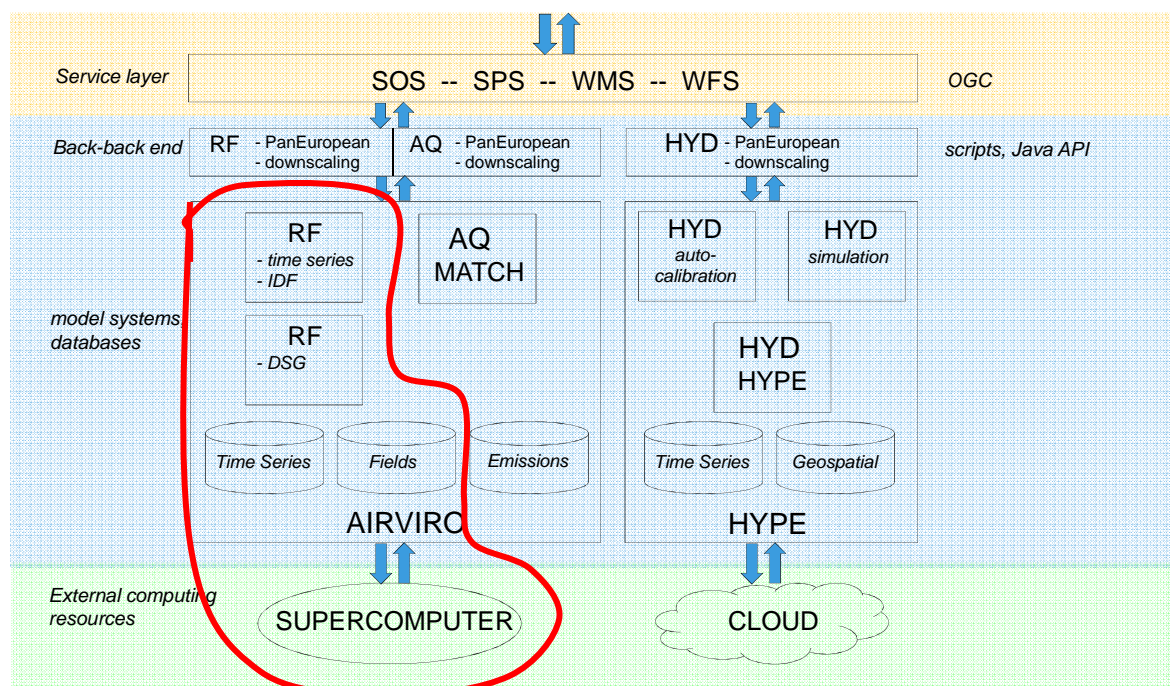 Service layer
SOS -- SPS -- WMS -- WFS
OGC
Back-back end
RF - PanEuropean
- downscaling
AQ - PanEuropean
- downscaling
HYD - PanEuropean
- downscaling
scripts, Java API
model systems,
databases
RF
- time series
- IDF
AQ
MATCH
RF
- DSG
Time Series
Fields
Emissions
AIRVIRO
HYD
auto-
calibration
HYD
simulation
HYD
HYPE
Time Series
Geospatial
HYPE
External computing
resources
SUPERCOMPUTER
CLOUD